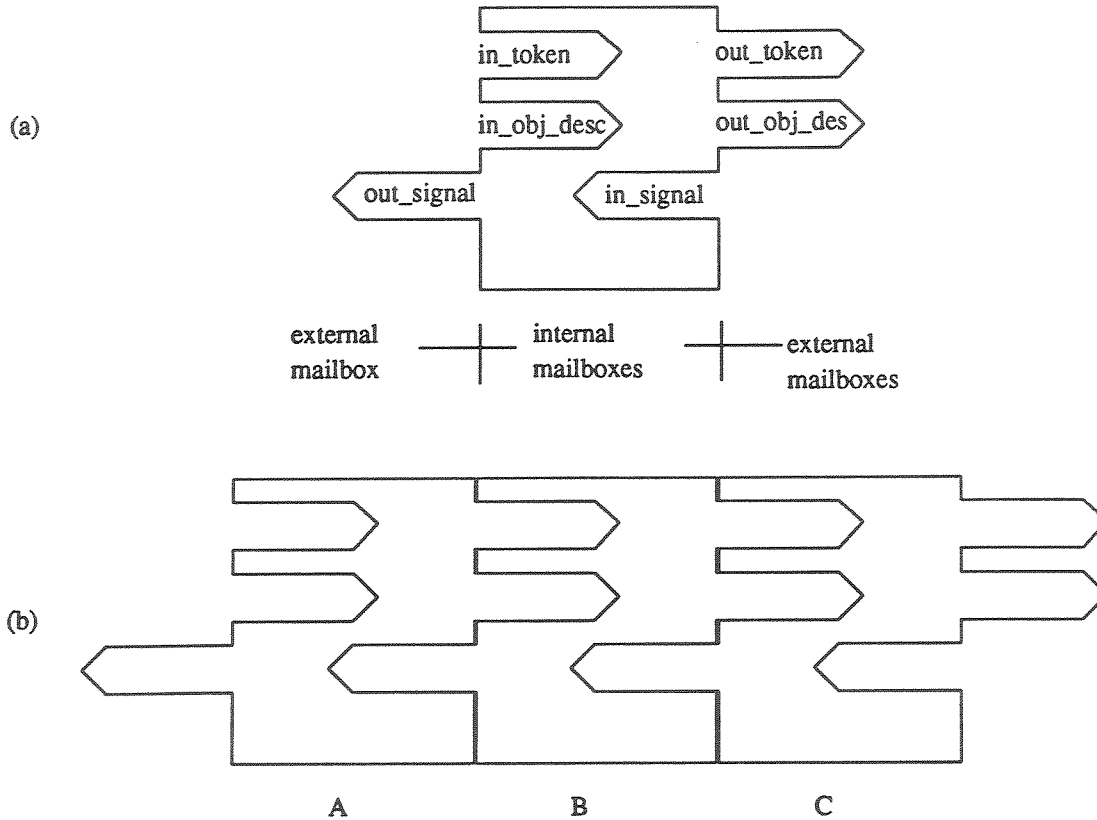 (a)
in_token
out_token
in_obj_desc
out_obj_des
out_signal
in_signal
external
mailbox
internal
mailboxes
external
mailboxes
(b)
A
B
C